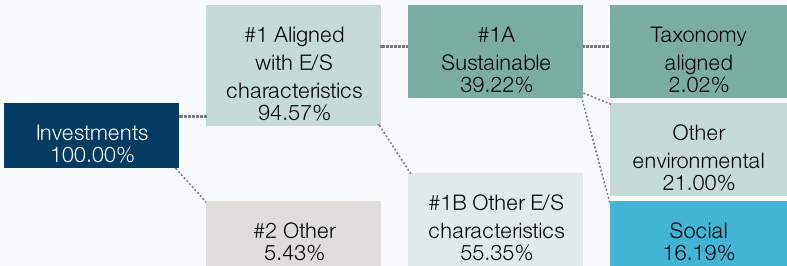 Investments
100.00%
#1 Aligned
with E/S
characteristics
94.57%
#2 Other
5.43%
#1A
Sustainable
39.22%
#1B Other E/S
characteristics
55.35%
Taxonomy
aligned
2.02%
Other
environmental
21.00%
Social
16.19%